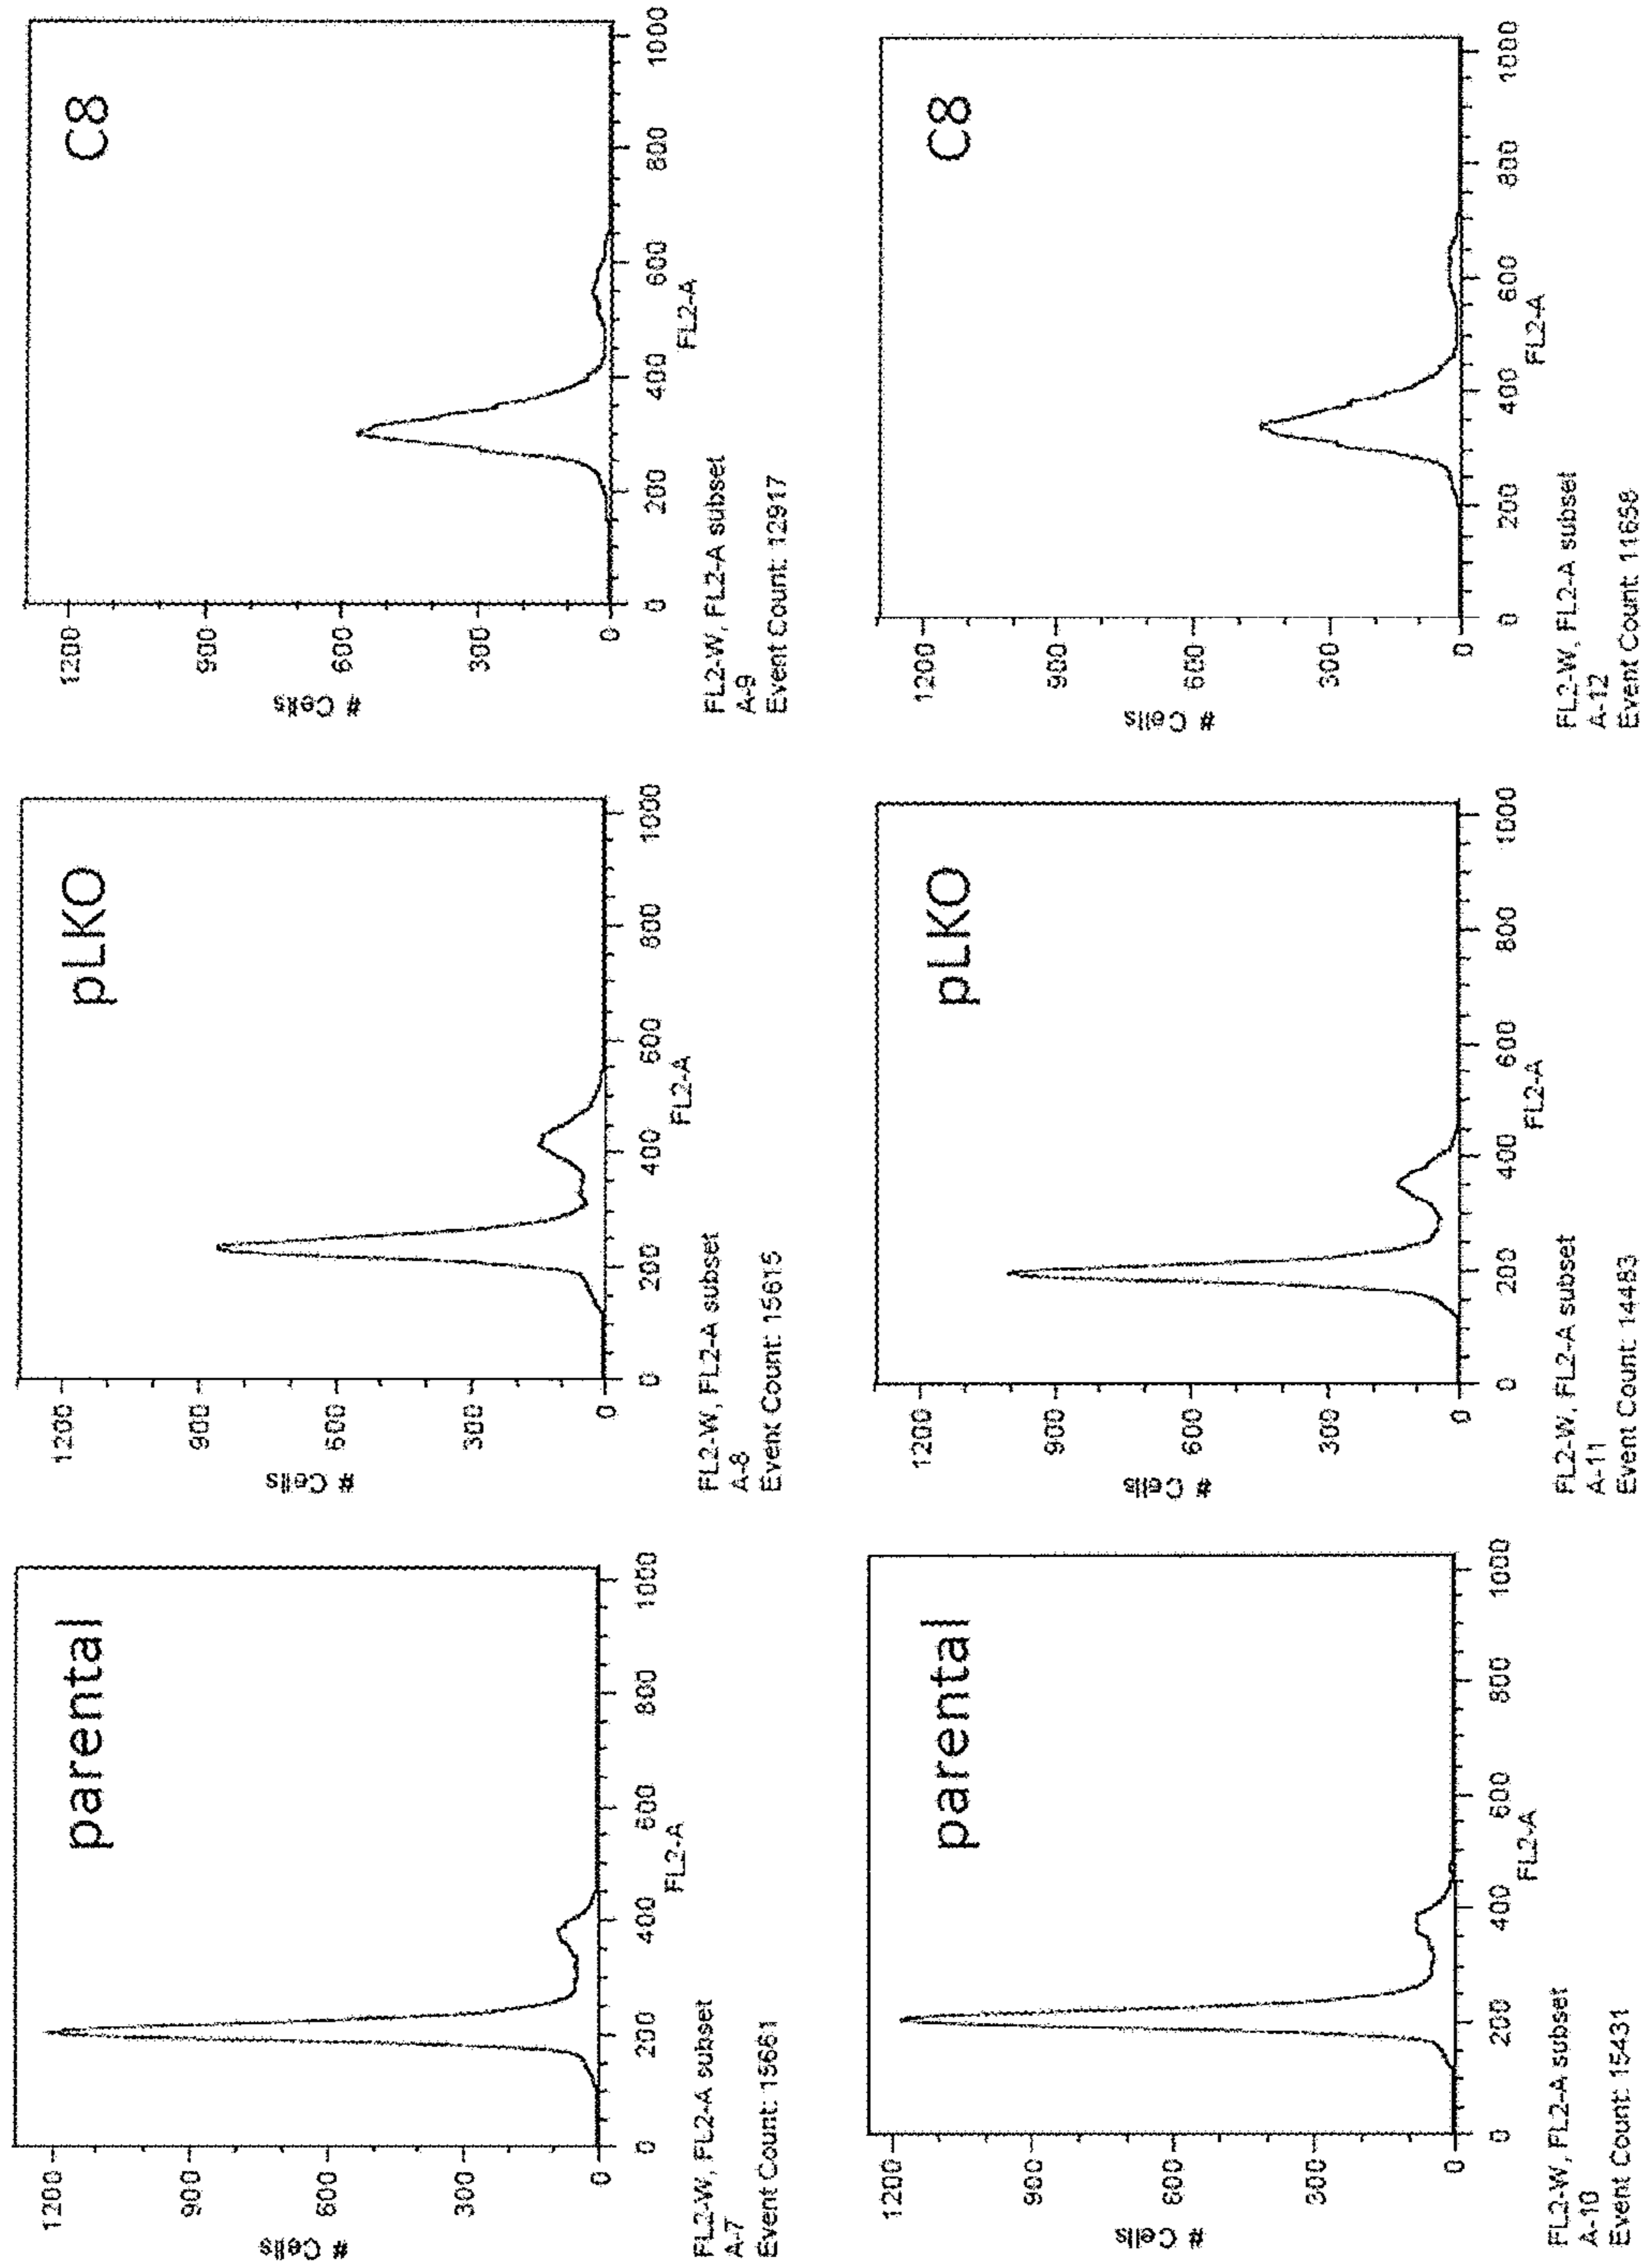 parental
1200
900
600
300
0
# Cells
0 200 400 600 800 1000
FL2-A
FL2-W, FL2-A subset
A-7
Event Count:
pLKO
1200
900
600
300
0
# Cells
0 200 400 600 800 1000
FL2-A
FL2-W, FL2-A subset
A-8
Event Count: 15615
C8
1200
900
600
300
0
# Cells
0 200 400 600 800 1000
FL2-A
FL2-W, FL2-A subset
A-9
Event Count: 12917
parental
1200
900
600
300
0
# Cells
0 200 400 600 800 1000
FL2-A
FL2-W, FL2-A subset
A-10
Event Count: 15431
pLKO
1200
900
600
300
0
# Cells
0 200 400 600 800 1000
FL2-A
FL2-W, FL2-A subset
A-11
Event Count: 14483
C8
1200
900
600
300
0
# Cells
0 200 400 600 800 1000
FL2-A
FL2-W, FL2-A subset
A-12
Event Count: 11658